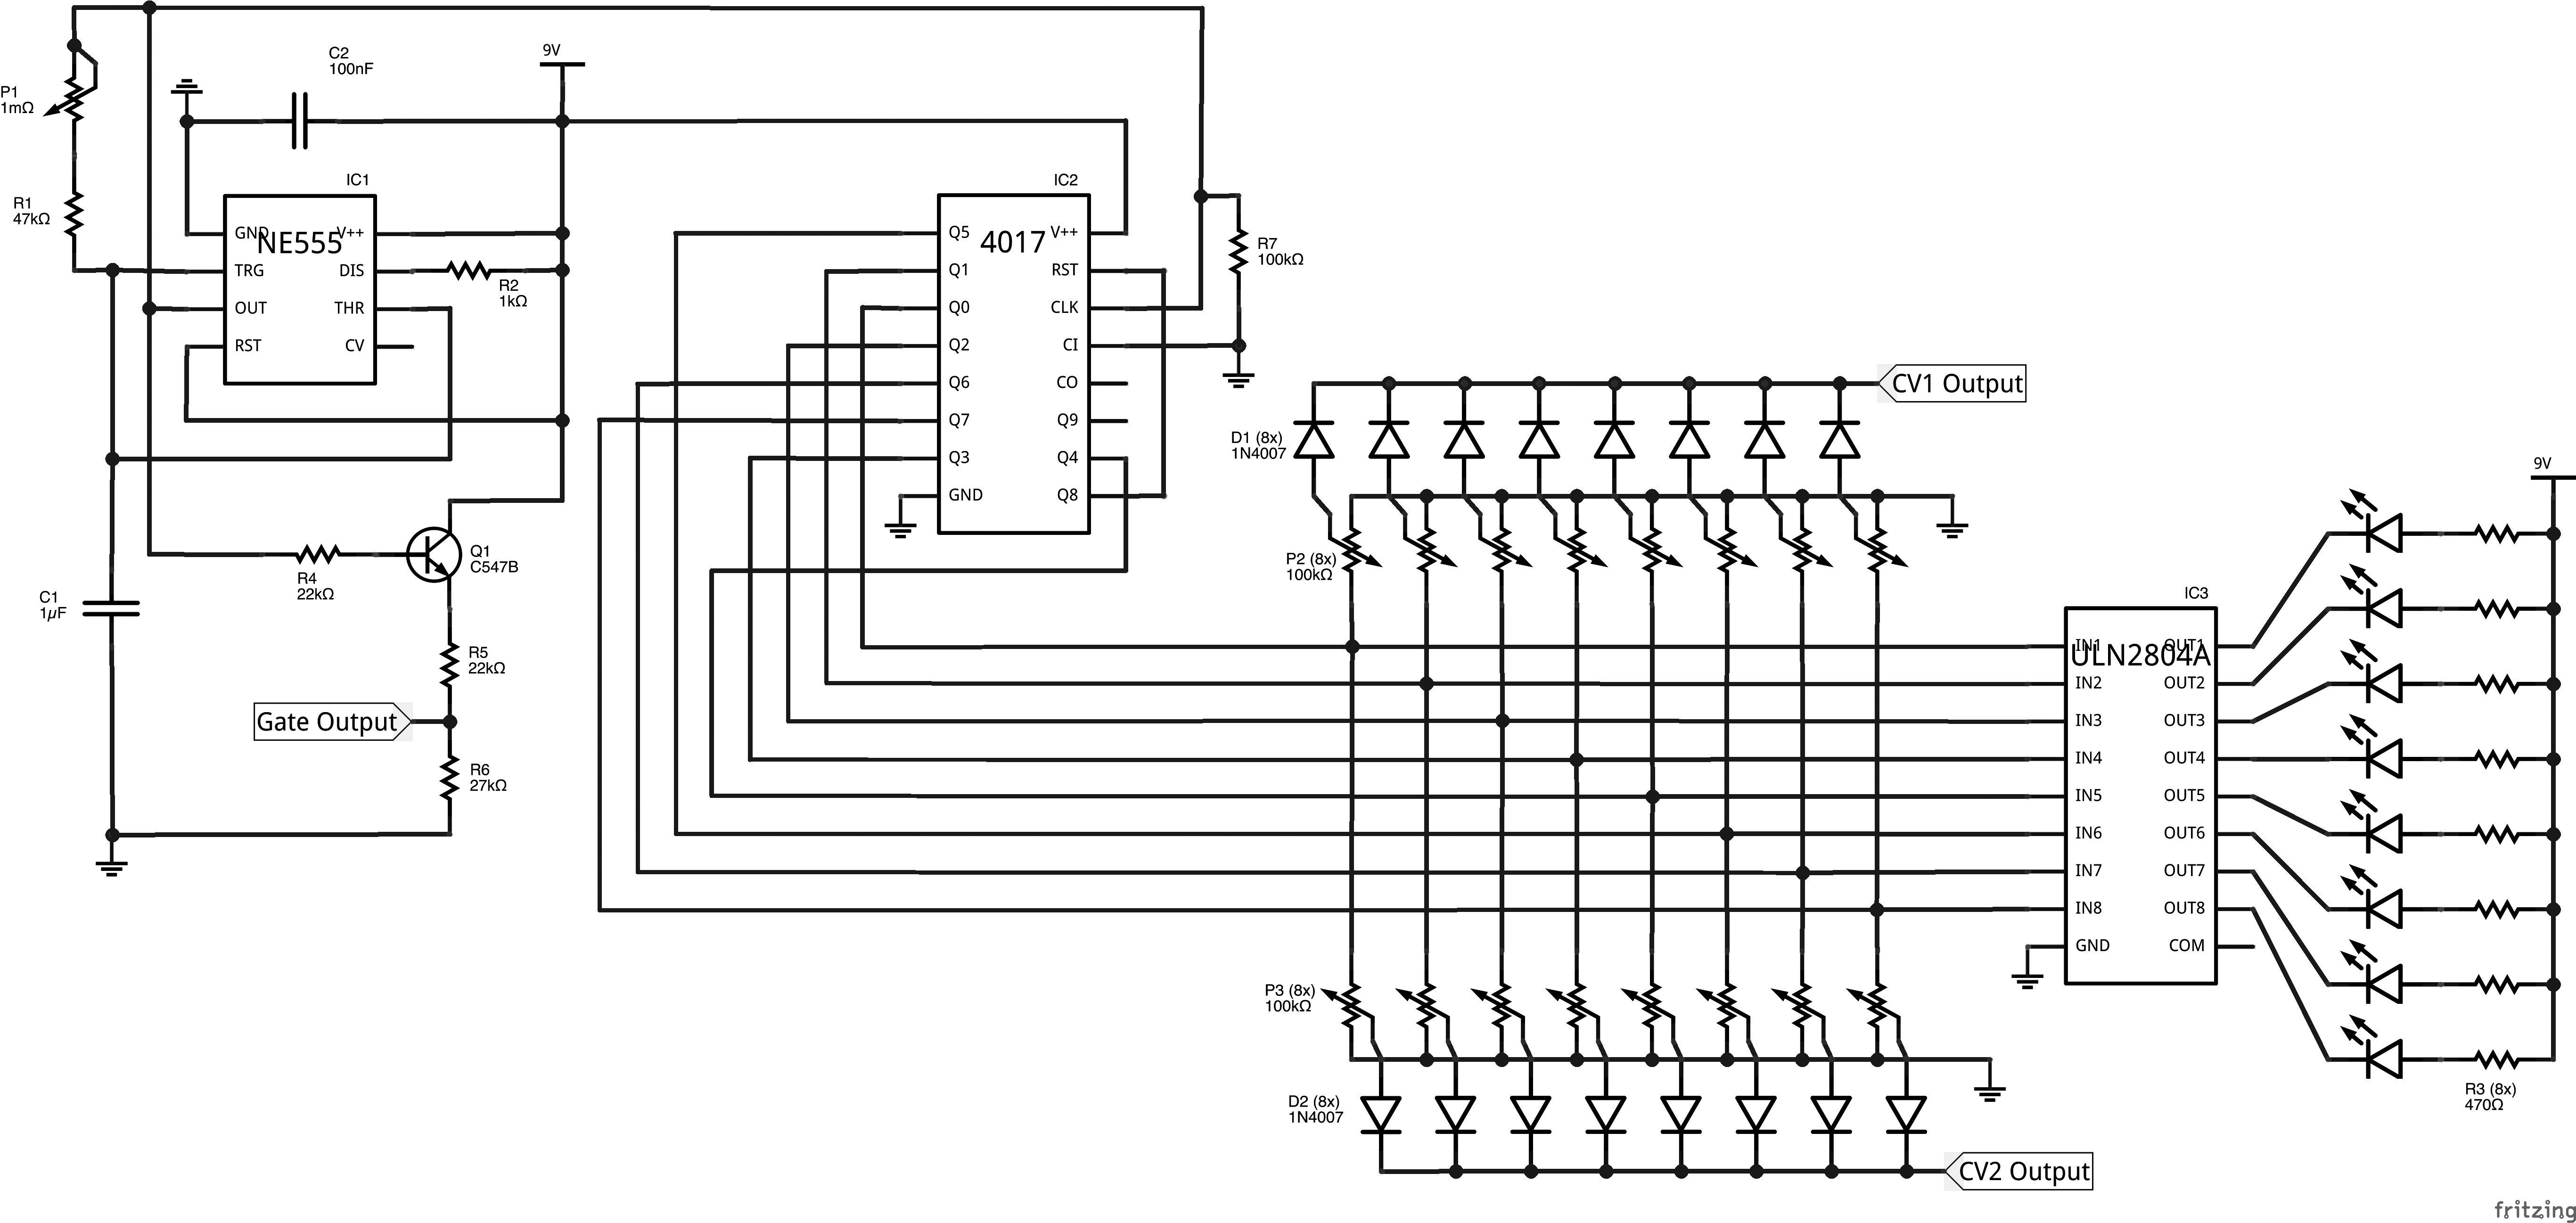 C2
100nF
9V
P1
1mΩ
R1
47kΩ
IC1
NE555
GND
TRG
OUT
RST
V++
DIS
THR
CV
R2
1kΩ
IC2
4017
Q5
Q1
Q0
Q2
Q6
Q7
Q3
GND
V++
RST
CLK
CI
CO
Q9
Q4
Q8
R7
100kΩ
CV1 Output
D1 (8x)
1N4007
P2 (8x)
100kΩ
Q1
C547B
R4
22kΩ
C1
1µF
R5
22kΩ
Gate Output
R6
27kΩ
9V
IC3
ULN2804A
IN1
IN2
IN3
IN4
IN5
IN6
IN7
IN8
GND
OUT1
OUT2
OUT3
OUT4
OUT5
OUT6
OUT7
OUT8
COM
P3 (8x)
100kΩ
D2 (8x)
1N4007
R3 (8x)
470Ω
CV2 Output
fritzing